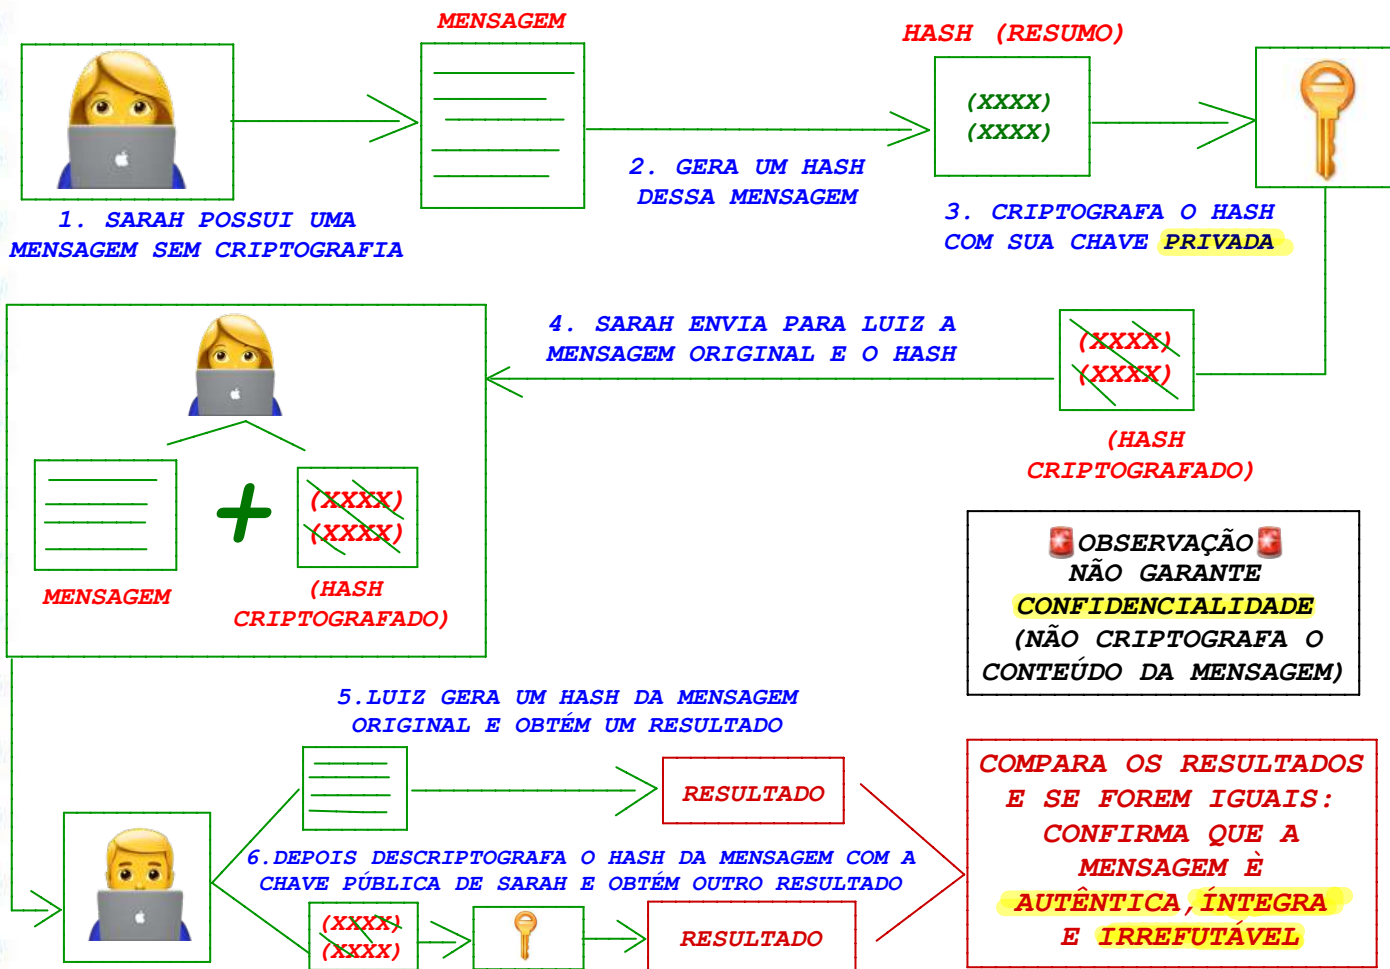 MENSAGEM
HASH (RESUMO)
(XXXX)
(XXXX)
1. SARAH POSSUI UMA
MENSAGEM SEM CRIPTOGRAFIA
2. GERA UM HASH
DESSA MENSAGEM
3. CRIPTOGRAFA O HASH
COM SUA CHAVE PRIVADA
4. SARAH ENVIA PARA LUIZ A
MENSAGEM ORIGINAL E O HASH
(XXXX)
(XXXX)
(HASH
CRIPTOGRAFADO)
MENSAGEM
+
(XXXX)
(XXXX)
(HASH
CRIPTOGRAFADO)
OBSERVAÇÃO
NÃO GARANTE
CONFIDENCIALIDADE
(NÃO CRIPTOGRAFA O
CONTEÚDO DA MENSAGEM)
5.LUIZ GERA UM HASH DA MENSAGEM
ORIGINAL E OBTÉM UM RESULTADO
RESULTADO
6.DEPOIS DESCRIPTOGRAFA O HASH DA MENSAGEM COM A
CHAVE PÚBLICA DE SARAH E OBTÉM OUTRO RESULTADO
(XXXX)
(XXXX)
RESULTADO
COMPARA OS RESULTADOS
E SE FOREM IGUAIS:
CONFIRMA QUE A
MENSAGEM È
AUTÊNTICA,ÍNTEGRA
E IRREFUTÁVEL